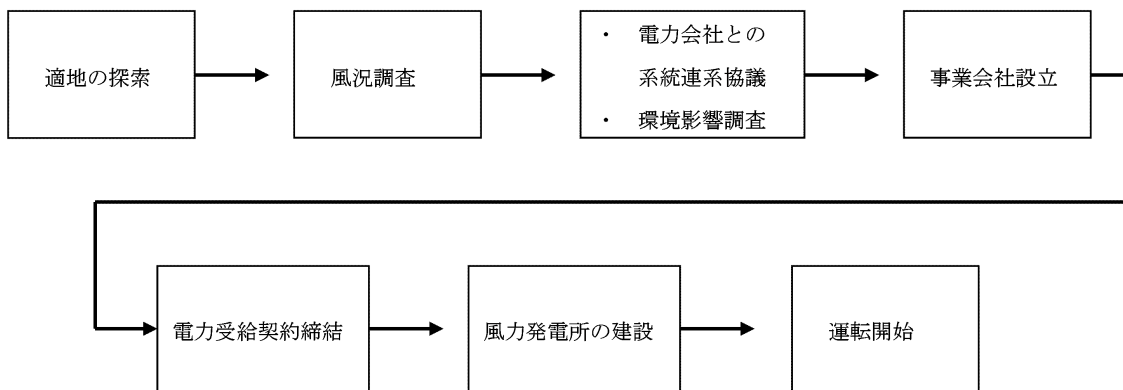 適地の探索
風況調査
・ 電力会社との
系統連系協議
・ 環境影響調査
事業会社設立
電力受給契約締結
風力発電所の建設
運転開始